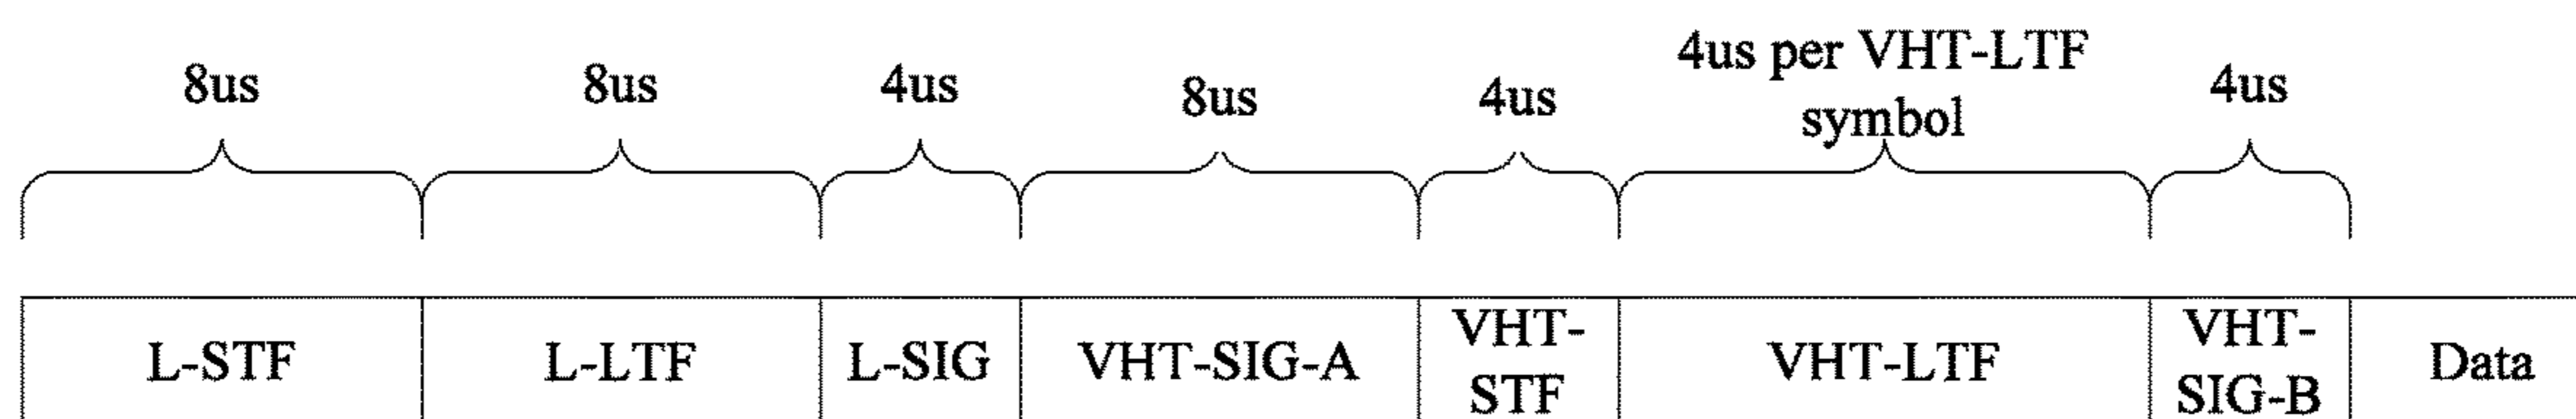 8us 8us 4us 8us 4us 4us per VHT-LTF 4us
symbol
L-STF L-LTF L-SIG VHT-SIG-A VHT- VHT-LTF VHT- Data
STF SIG-B